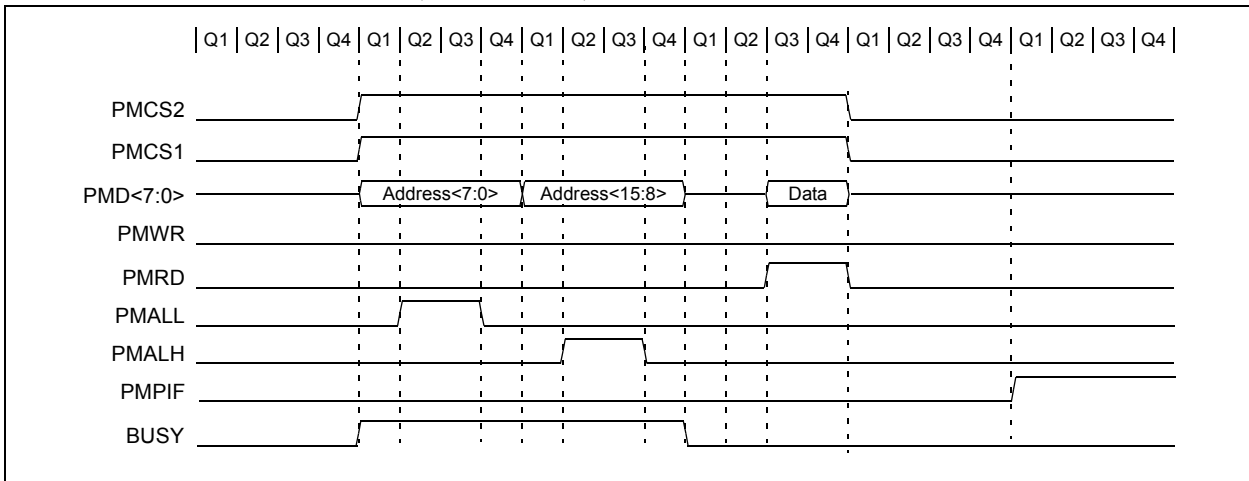 Q1 Q2 Q3 Q4 Q1 Q2 Q3 Q4 Q1 Q2 Q3 Q4 Q1 Q2 Q3 Q4 Q1 Q2 Q3 Q4 Q1 Q2 Q3 Q4
PMCS2
PMCS1
PMD<7:0> Address<7:0> Address<15:8> Data
PMWR
PMRD
PMALL
PMALH
PMPIF
BUSY